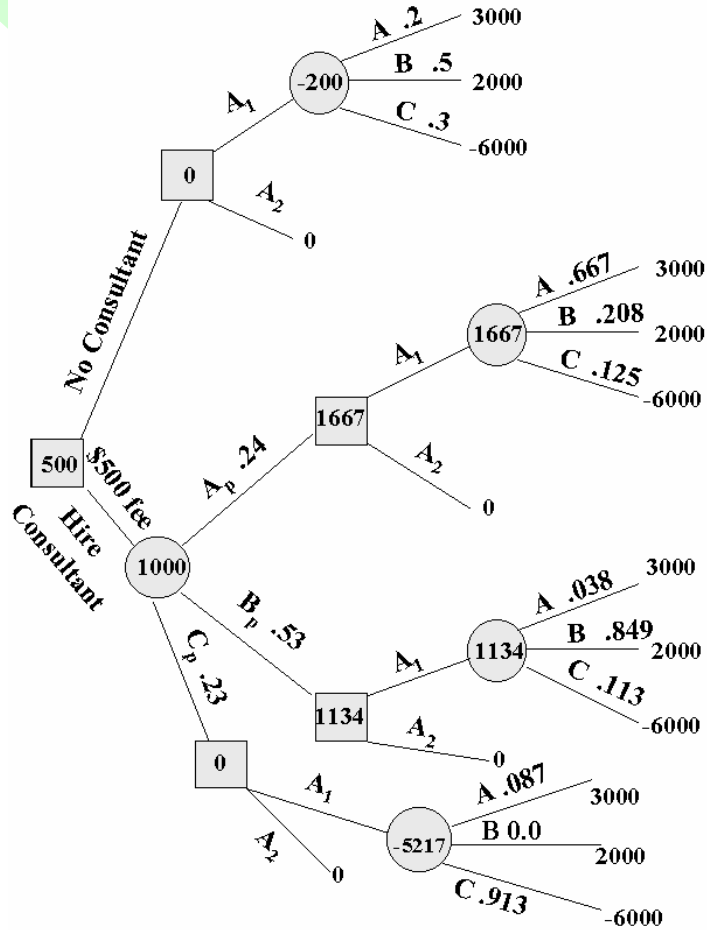 A .2 3000
-200 B .5 2000
A1 C .3 -6000
0
A2 0
No Consultant
A .667 3000
1667 B .208 2000
A1 C .125 -6000
1667
A2 0
Ap .24
500 $500 fee
Hire
Consultant
1000
Bp .53
Cp .23
A .038 3000
1134 B .849 2000
A1 C .113 -6000
1134
A2 0
0
A1
A2 0
A .087 3000
-5217 B 0.0 2000
C .913 -6000